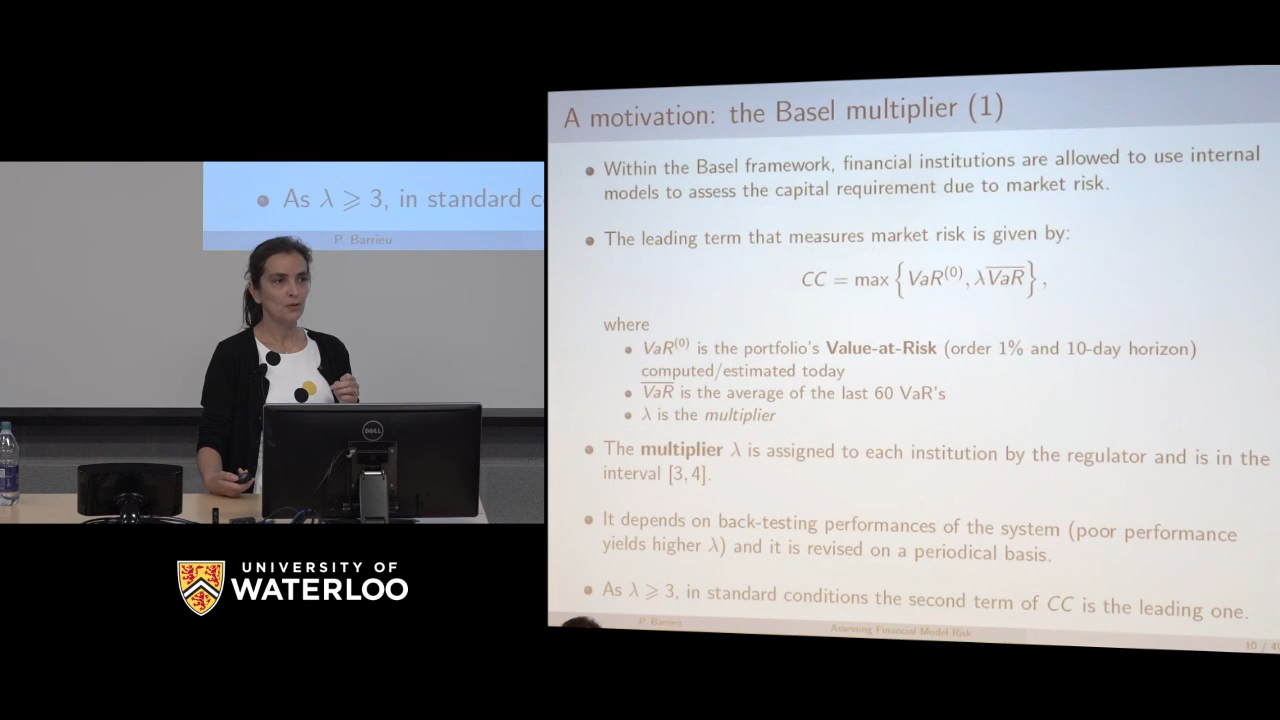 • As λ ⩾ 3, in standard c
P. Barrieu
DELL
UNIVERSITY OF
WATERLOO
A motivation: the Basel multiplier (1)
• Within the Basel framework, financial institutions are allowed to use internal
models to assess the capital requirement due to market risk.
• The leading term that measures market risk is given by:
CC = max { VaR⁽⁰⁾, λV̅a̅R̅ },
where
• VaR⁽⁰⁾ is the portfolio's Value-at-Risk (order 1% and 10-day horizon)
computed/estimated today
• V̅a̅R̅ is the average of the last 60 VaR's
• λ is the multiplier
• The multiplier λ is assigned to each institution by the regulator and is in the
interval [3, 4].
• It depends on back-testing performances of the system (poor performance
yields higher λ) and it is revised on a periodical basis.
• As λ ⩾ 3, in standard conditions the second term of CC is the leading one.
P. Barrieu
Assessing Financial Model Risk
10 /